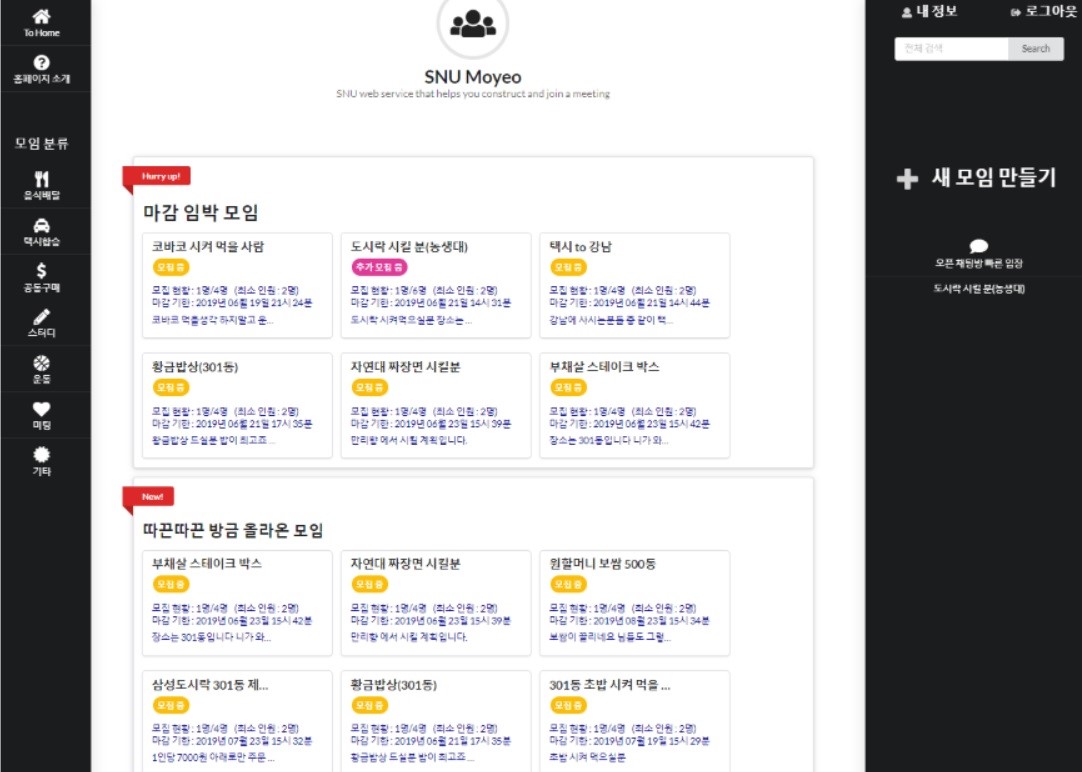 To Home
홈페이지 소개
모임 분류
음식배달
택시합승
공동구매
스터디
운동
미팅
기타
SNU Moyeo
SNU web service that helps you construct and join a meeting
Hurry up!
마감 임박 모임
코바코 시켜 먹을 사람
모집 중
모집 현황 : 1명/4명 (최소 인원 : 2명)
마감 기한 : 2019년 06월 19일 21시 24분
코바코 먹을생각 하지말고 운...
도시락 시킬 분(농생대)
추가 모집 중
모집 현황 : 1명/6명 (최소 인원 : 2명)
마감 기한 : 2019년 06월 21일 14시 31분
도시락 시켜먹으실분 장소는 ...
택시 to 강남
모집 중
모집 현황 : 1명/4명 (최소 인원 : 2명)
마감 기한 : 2019년 06월 21일 14시 44분
강남에 사시는분들 중 같이 택...
황금밥상(301동)
모집 중
모집 현황 : 1명/4명 (최소 인원 : 2명)
마감 기한 : 2019년 06월 21일 17시 35분
황금밥상 드실분 밥이 최고죠 ...
자연대 짜장면 시킬분
모집 중
모집 현황 : 1명/4명 (최소 인원 : 2명)
마감 기한 : 2019년 06월 23일 15시 39분
만리향 에서 시킬 계획입니다.
부채살 스테이크 박스
모집 중
모집 현황 : 1명/4명 (최소 인원 : 2명)
마감 기한 : 2019년 06월 23일 15시 42분
장소는 301동입니다 니가 와...
New!
따끈따끈 방금 올라온 모임
부채살 스테이크 박스
모집 중
모집 현황 : 1명/4명 (최소 인원 : 2명)
마감 기한 : 2019년 06월 23일 15시 42분
장소는 301동입니다 니가 와...
자연대 짜장면 시킬분
모집 중
모집 현황 : 1명/4명 (최소 인원 : 2명)
마감 기한 : 2019년 06월 23일 15시 39분
만리향 에서 시킬 계획입니다.
원할머니 보쌈 500동
모집 중
모집 현황 : 1명/4명 (최소 인원 : 2명)
마감 기한 : 2019년 08월 23일 15시 34분
보쌈이 끌리네요 님들도 그렇...
삼성도시락 301동 제...
모집 중
모집 현황 : 1명/4명 (최소 인원 : 2명)
마감 기한 : 2019년 07월 23일 15시 32분
1인당 7000원 아래로만 주문 ...
황금밥상(301동)
모집 중
모집 현황 : 1명/4명 (최소 인원 : 2명)
마감 기한 : 2019년 06월 21일 17시 35분
황금밥상 드실분 밥이 최고죠 ...
301동 초밥 시켜 먹을 ...
모집 중
모집 현황 : 1명/4명 (최소 인원 : 2명)
마감 기한 : 2019년 07월 19일 15시 29분
초밥 시켜 먹으실분
내 정보
로그아웃
전체 검색
Search
새 모임 만들기
오픈 채팅방 빠른 입장
도시락 시킬 분(농생대)